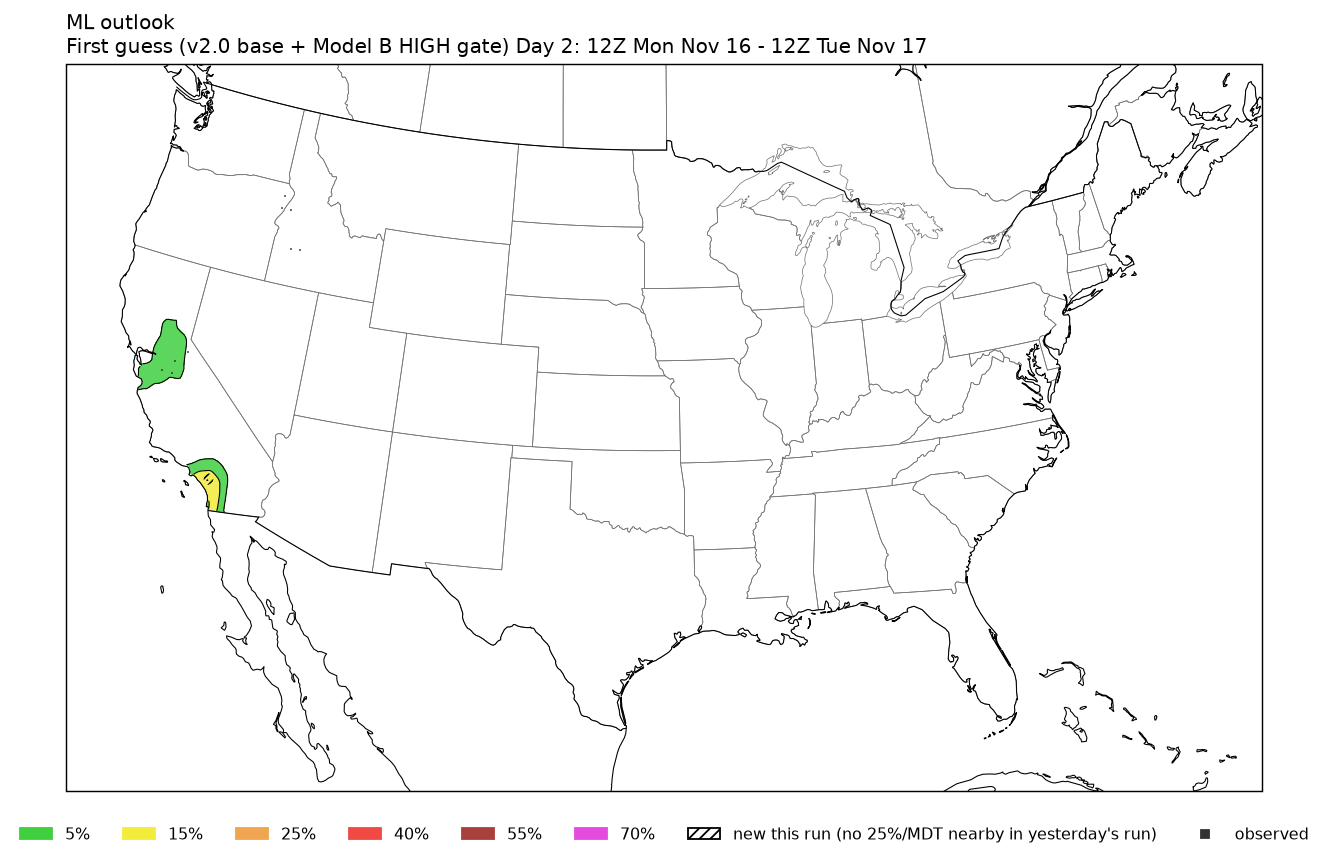 ML outlook
First guess (v2.0 base + Model B HIGH gate) Day 2: 12Z Mon Nov 16 - 12Z Tue Nov 17
5%
15%
25%
40%
55%
70%
new this run (no 25%/MDT nearby in yesterday's run)
observed